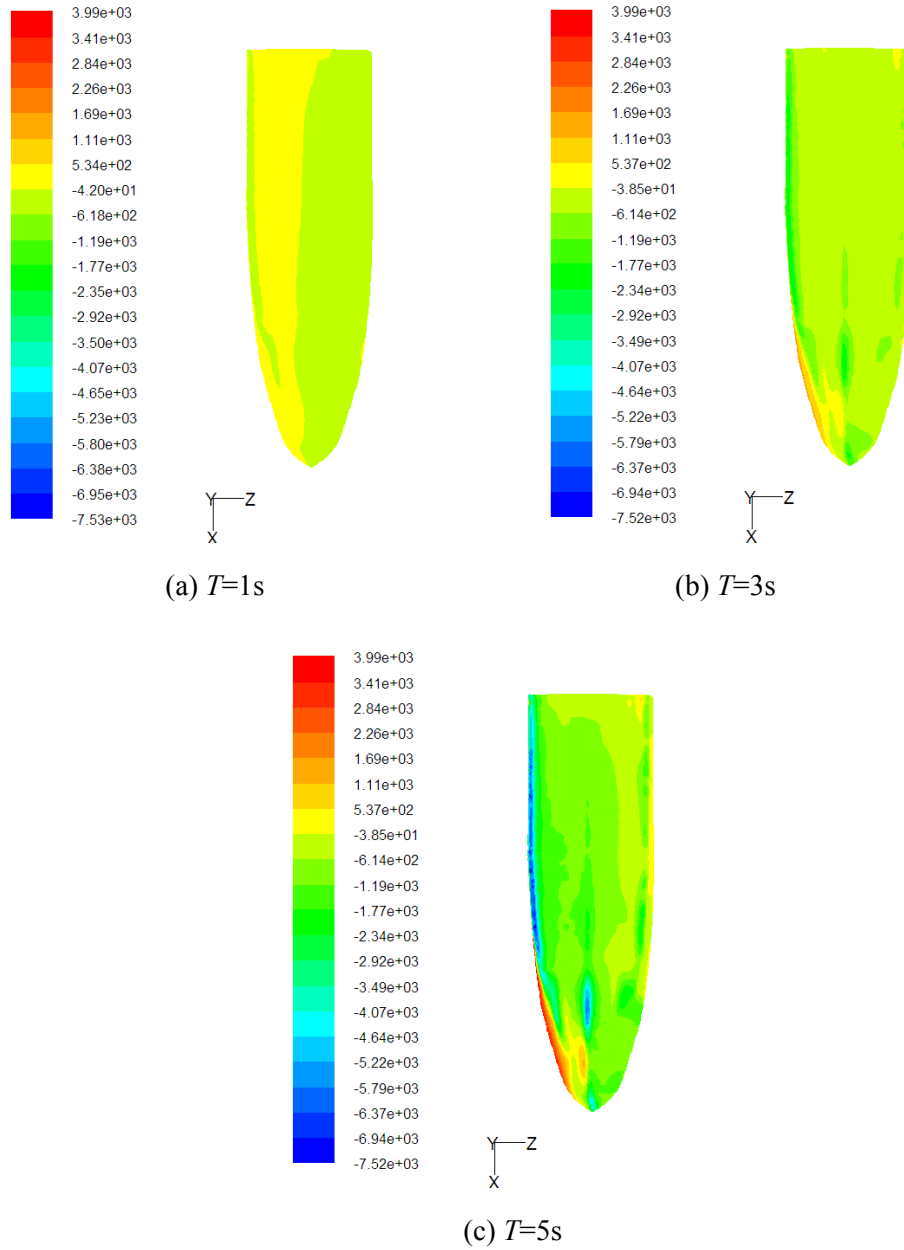 3.99e+03
3.41e+03
2.84e+03
2.26e+03
1.69e+03
1.11e+03
5.34e+02
-4.20e+01
-6.18e+02
-1.19e+03
-1.77e+03
-2.35e+03
-2.92e+03
-3.50e+03
-4.07e+03
-4.65e+03
-5.23e+03
-5.80e+03
-6.38e+03
-6.95e+03
-7.53e+03
Y Z
X
(a) T=1s
3.99e+03
3.41e+03
2.84e+03
2.26e+03
1.69e+03
1.11e+03
5.37e+02
-3.85e+01
-6.14e+02
-1.19e+03
-1.77e+03
-2.34e+03
-2.92e+03
-3.49e+03
-4.07e+03
-4.64e+03
-5.22e+03
-5.79e+03
-6.37e+03
-6.94e+03
-7.52e+03
Y Z
X
(b) T=3s
3.99e+03
3.41e+03
2.84e+03
2.26e+03
1.69e+03
1.11e+03
5.37e+02
-3.85e+01
-6.14e+02
-1.19e+03
-1.77e+03
-2.34e+03
-2.92e+03
-3.49e+03
-4.07e+03
-4.64e+03
-5.22e+03
-5.79e+03
-6.37e+03
-6.94e+03
-7.52e+03
Y Z
X
(c) T=5s